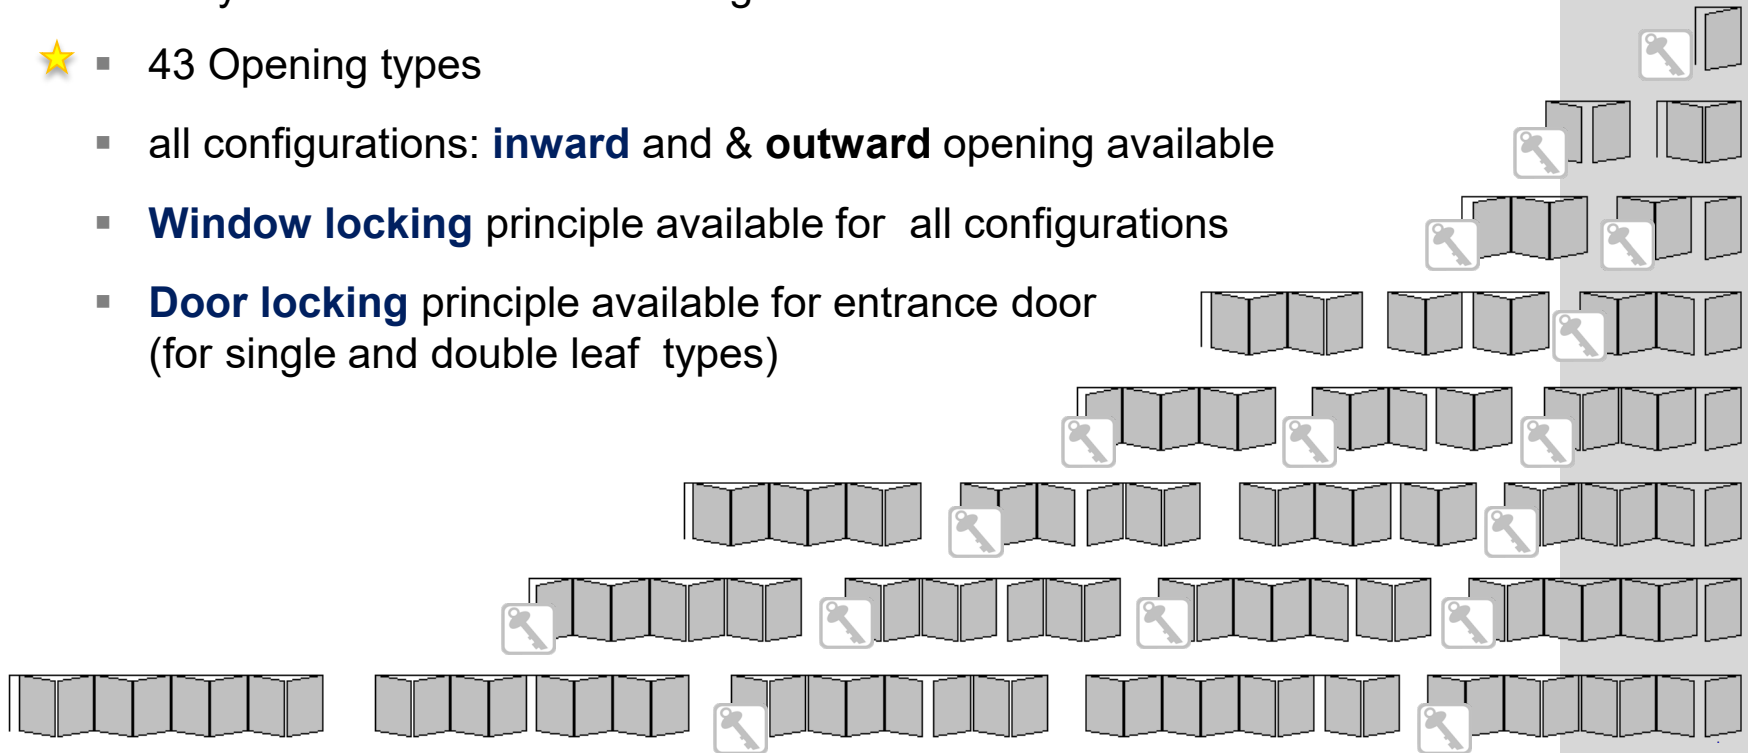 43 Opening types
all configurations: inward and & outward opening available
Window locking principle available for  all configurations
Door locking principle available for entrance door
(for single and double leaf  types)